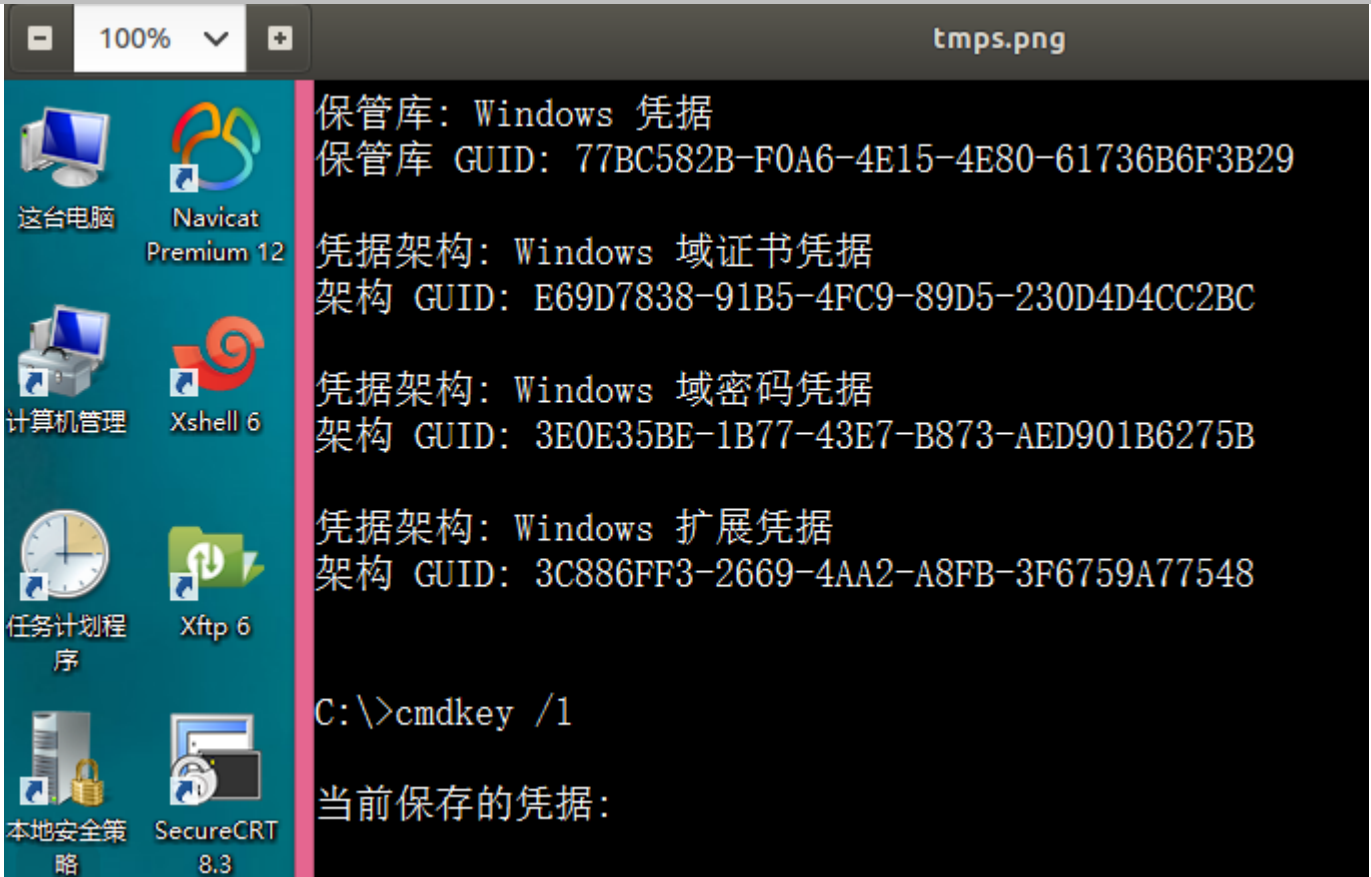 100%
tmps.png
这台电脑
Navicat
Premium 12
计算机管理
Xshell 6
任务计划程
序
Xftp 6
本地安全策
略
SecureCRT
8.3
保管库: Windows 凭据
保管库 GUID: 77BC582B-F0A6-4E15-4E80-61736B6F3B29
凭据架构: Windows 域证书凭据
架构 GUID: E69D7838-91B5-4FC9-89D5-230D4D4CC2BC
凭据架构: Windows 域密码凭据
架构 GUID: 3E0E35BE-1B77-43E7-B873-AED901B6275B
凭据架构: Windows 扩展凭据
架构 GUID: 3C886FF3-2669-4AA2-A8FB-3F6759A77548
C:\>cmdkey /l
当前保存的凭据: